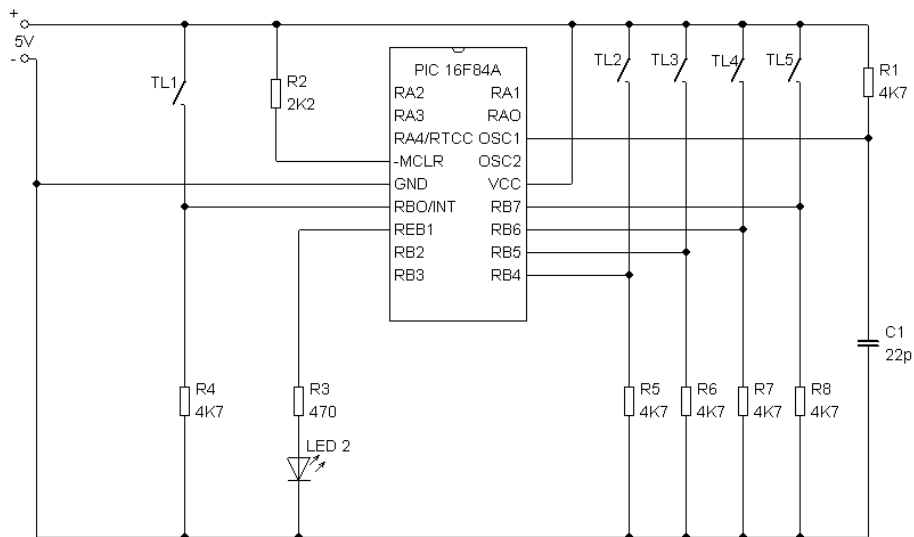 +
5V
-
TL1
R2
2K2
PIC 16F84A
RA2
RA3
RA4/RTCC
-MCLR
GND
RBO/INT
REB1
RB2
RB3
RA1
RAO
OSC1
OSC2
VCC
RB7
RB6
RB5
RB4
TL2
TL3
TL4
TL5
R1
4K7
C1
22p
R4
4K7
R3
470
LED 2
R5
4K7
R6
4K7
R7
4K7
R8
4K7